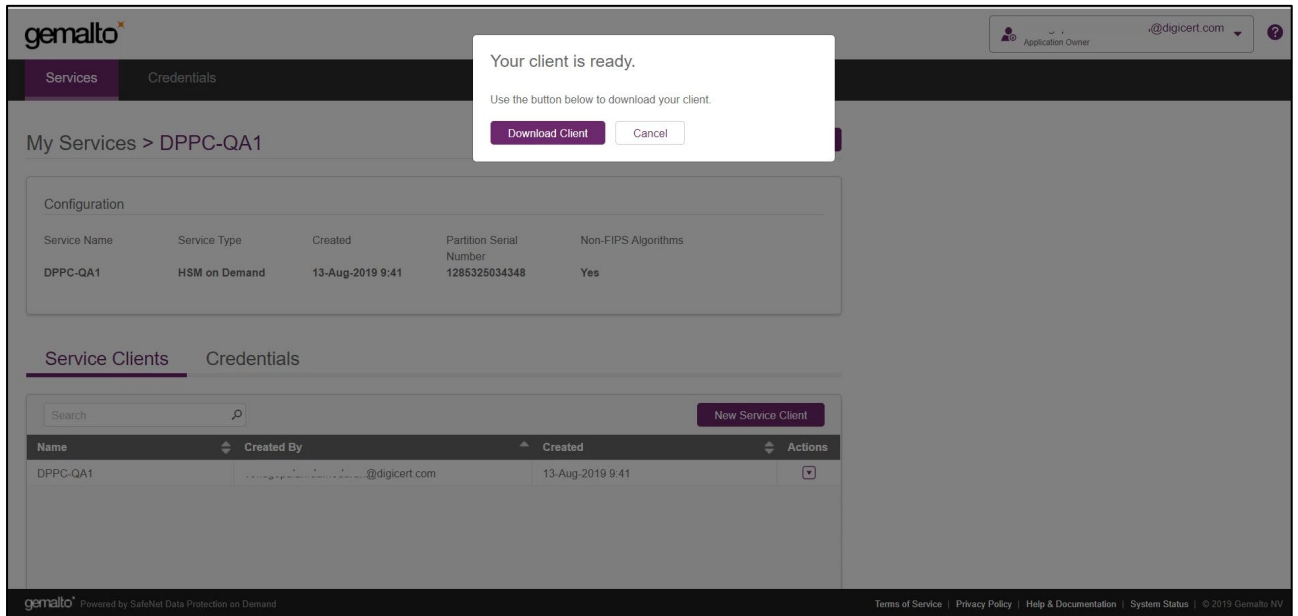 gemalto
@digicert.com
Application Owner
Your client is ready.
Services
Credentials
Use the button below to download your client.
Download Client
Cancel
My Services > DPPC-QA1
Configuration
Service Name
Service Type
Created
Partition Serial
Number
Non-FIPS Algorithms
DPPC-QA1
HSM on Demand
13-Aug-2019 9:41
1285325034348
Yes
Service Clients
Credentials
Search
New Service Client
Name
Created By
Created
Actions
DPPC-QA1
@digicert.com
13-Aug-2019 9:41
gemalto Powered by SafeNet Data Protection on Demand
Terms of Service | Privacy Policy | Help & Documentation | System Status | © 2019 Gemalto NV